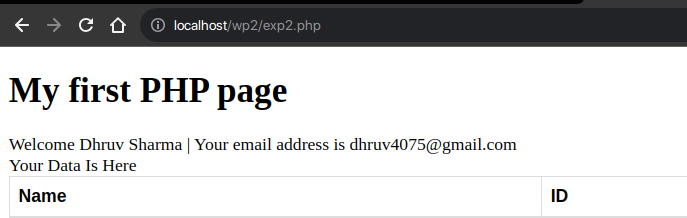 localhost/wp2/exp2.php
My first PHP page
Welcome Dhruv Sharma | Your email address is dhruv4075@gmail.com
Your Data Is Here
Name ID